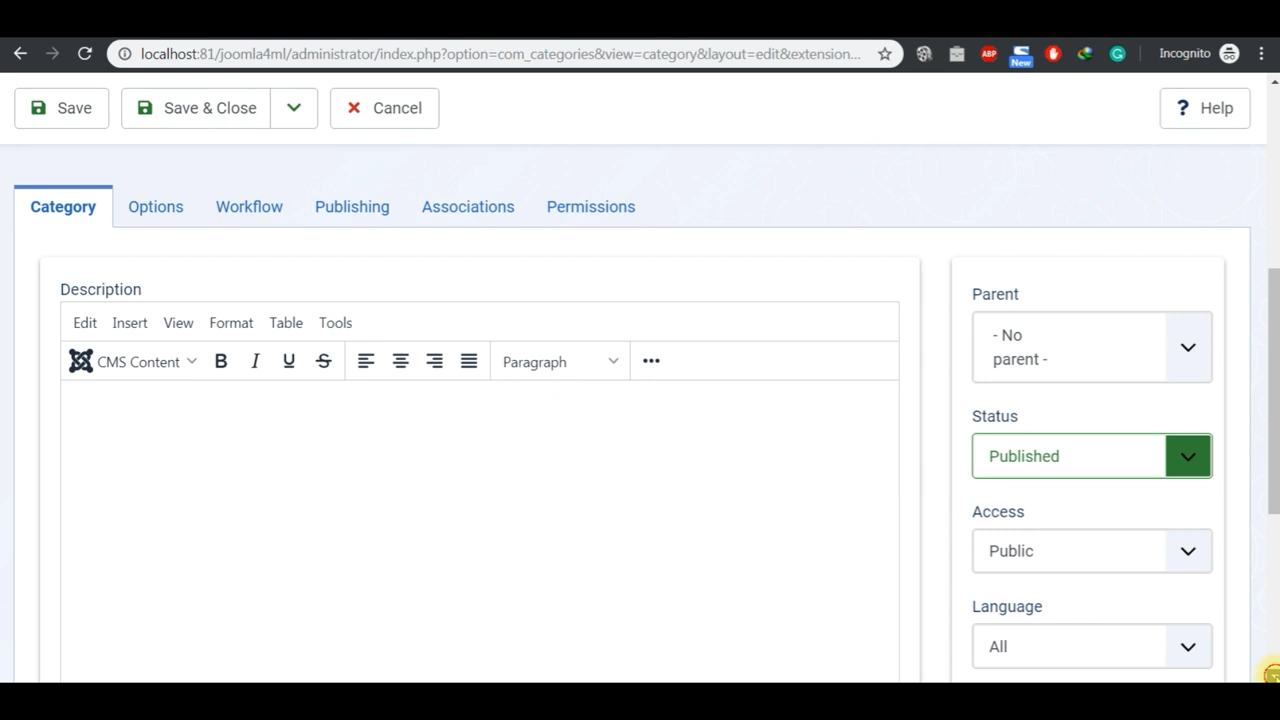 localhost:81/joomla4ml/administrator/index.php?option=com_categories&view=category&layout=edit&extension...
ABP
New
Incognito
Save
Save & Close
Cancel
? Help
Category
Options
Workflow
Publishing
Associations
Permissions
Description
Edit Insert View Format Table Tools
CMS Content B I U S Paragraph •••
Parent
- No
parent -
Status
Published
Access
Public
Language
All